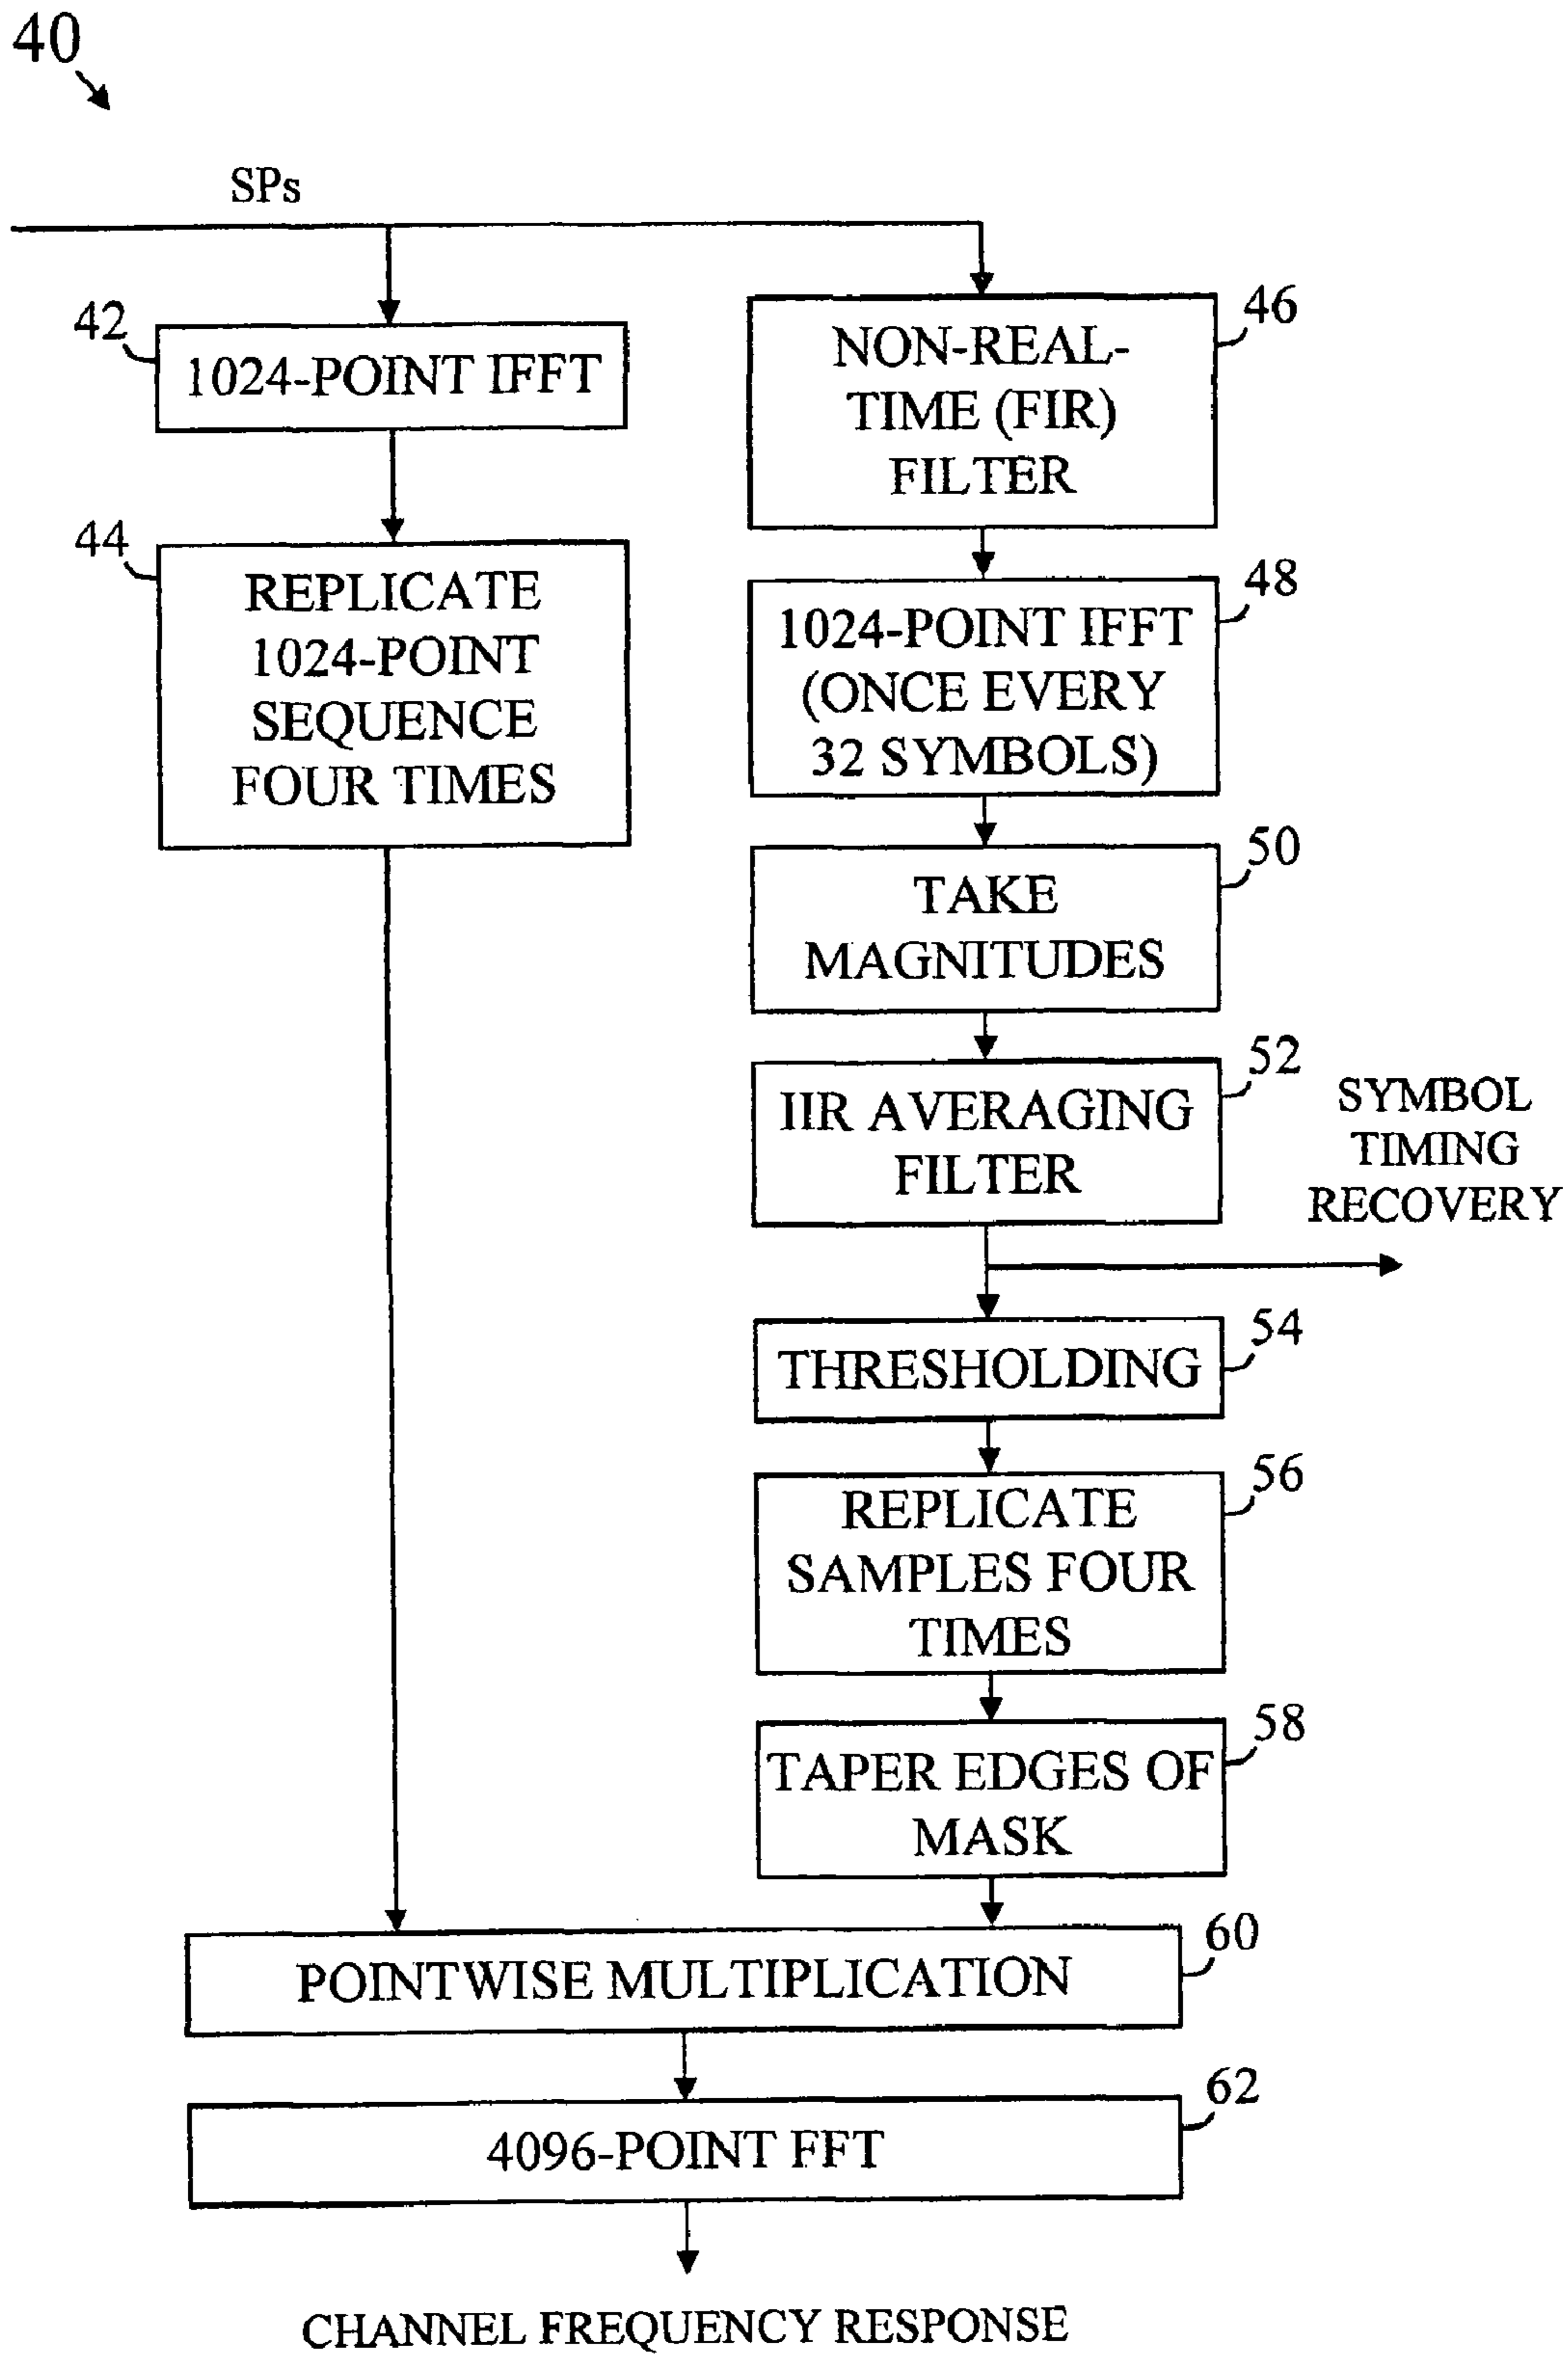 40
SPs
42
1024-POINT IFFT
44
REPLICATE
1024-POINT
SEQUENCE
FOUR TIMES
46
NON-REAL-
TIME (FIR)
FILTER
48
1024-POINT IFFT
(ONCE EVERY
32 SYMBOLS)
50
TAKE
MAGNITUDES
52
IIR AVERAGING
FILTER
SYMBOL
TIMING
RECOVERY
54
THRESHOLDING
56
REPLICATE
SAMPLES FOUR
TIMES
58
TAPER EDGES OF
MASK
60
POINTWISE MULTIPLICATION
62
4096-POINT FFT
CHANNEL FREQUENCY RESPONSE